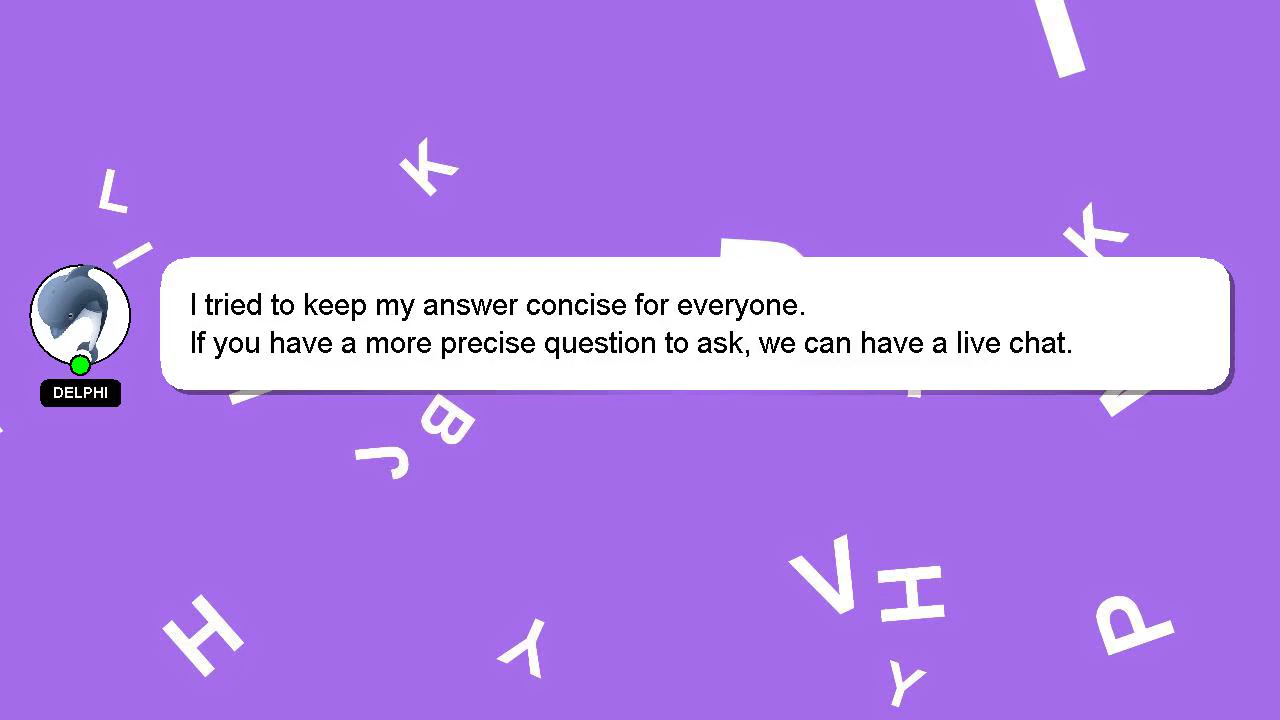 I
K
L
K
I tried to keep my answer concise for everyone.
If you have a more precise question to ask, we can have a live chat.
DELPHI
B
J
V
H
H
P
Y
Y